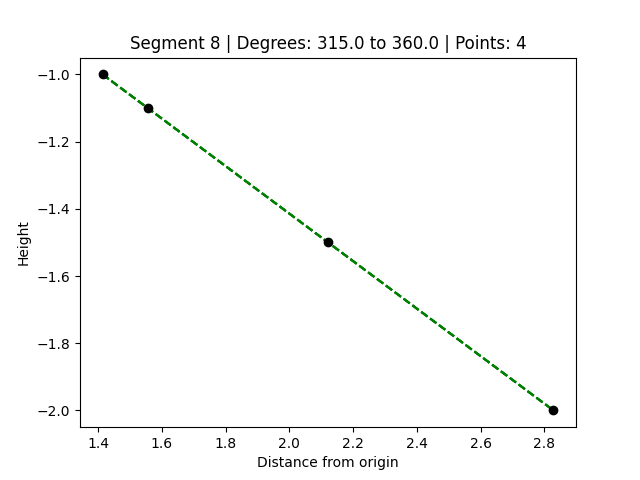 Segment 8 | Degrees: 315.0 to 360.0 | Points: 4
−1.0
−1.2
−1.4
−1.6
−1.8
−2.0
Height
1.4 1.6 1.8 2.0 2.2 2.4 2.6 2.8
Distance from origin